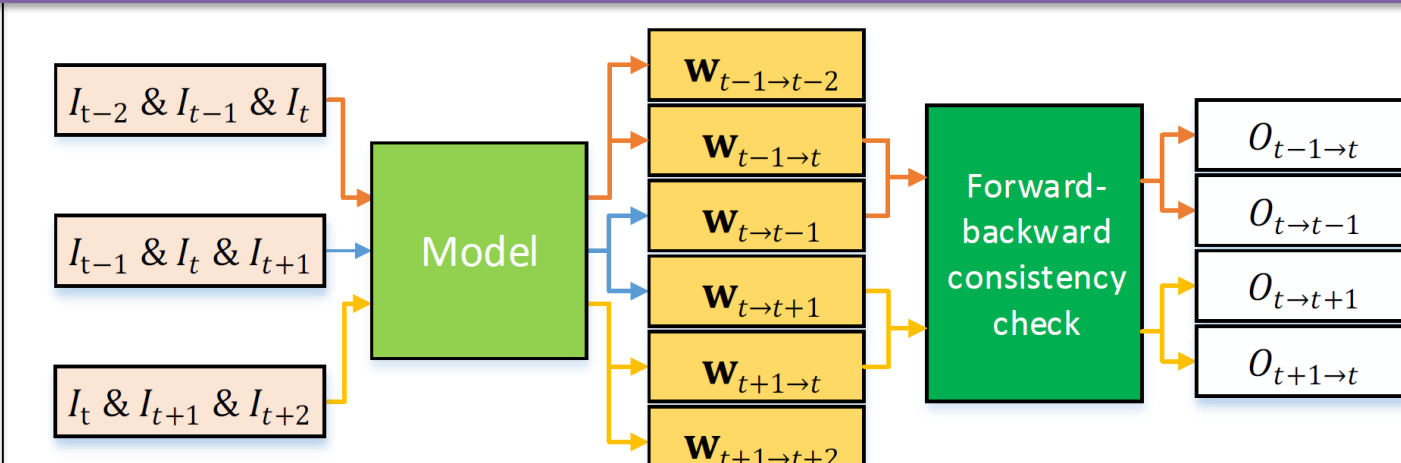 I_{t−2} & I_{t−1} & I_t
I_{t−1} & I_t & I_{t+1}
I_t & I_{t+1} & I_{t+2}
Model
w_{t−1→t−2}
w_{t−1→t}
w_{t→t−1}
w_{t→t+1}
w_{t+1→t}
w_{t+1→t+2}
Forward-
backward
consistency
check
O_{t−1→t}
O_{t→t−1}
O_{t→t+1}
O_{t+1→t}